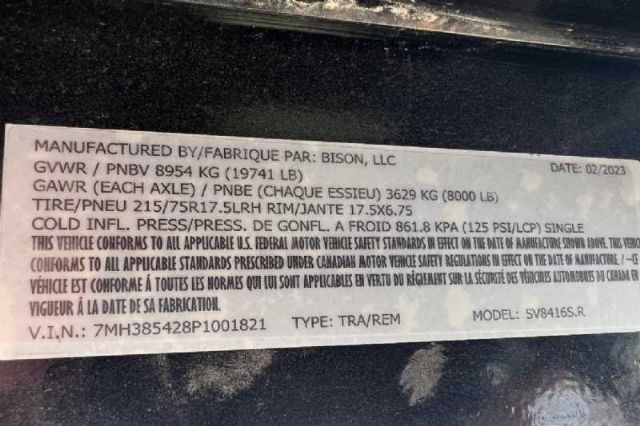 MANUFACTURED BY/FABRIQUE PAR: BISON, LLC
DATE: 02/2023
GVWR / PNBV 8954 KG (19741 LB)
GAWR (EACH AXLE) / PNBE (CHAQUE ESSIEU) 3629 KG (8000 LB)
TIRE/PNEU 215/75R17.5LRH RIM/JANTE 17.5X6.75
COLD INFL. PRESS/PRESS. DE GONFL. A FROID 861.8 KPA (125 PSI/LCP) SINGLE
THIS VEHICLE CONFORMS TO ALL APPLICABLE U.S. FEDERAL MOTOR VEHICLE SAFETY STANDARDS IN EFFECT ON THE DATE OF MANUFACTURE SHOWN ABOVE. THIS VEHI
CONFORMS TO ALL APPLICABLE STANDARDS PRESCRIBED UNDER CANADIAN MOTOR VEHICLE SAFETY REGULATIONS IN EFFECT ON THE DATE OF MANUFACTURE. / ~CE
VÉHICLE EST CONFORME À TOUTES LES NORMES QUI LUI SONT APPLICABLES EN VERTU DU RÈGLEMENT SUR LA SÉCURITÉ DES VÉHICULES AUTOMOBILES DU CANADA
VIGUEUR À LA DATE DE SA FABRICATION.
V.I.N.: 7MH385428P1001821 TYPE: TRA/REM MODEL: SV8416S.R